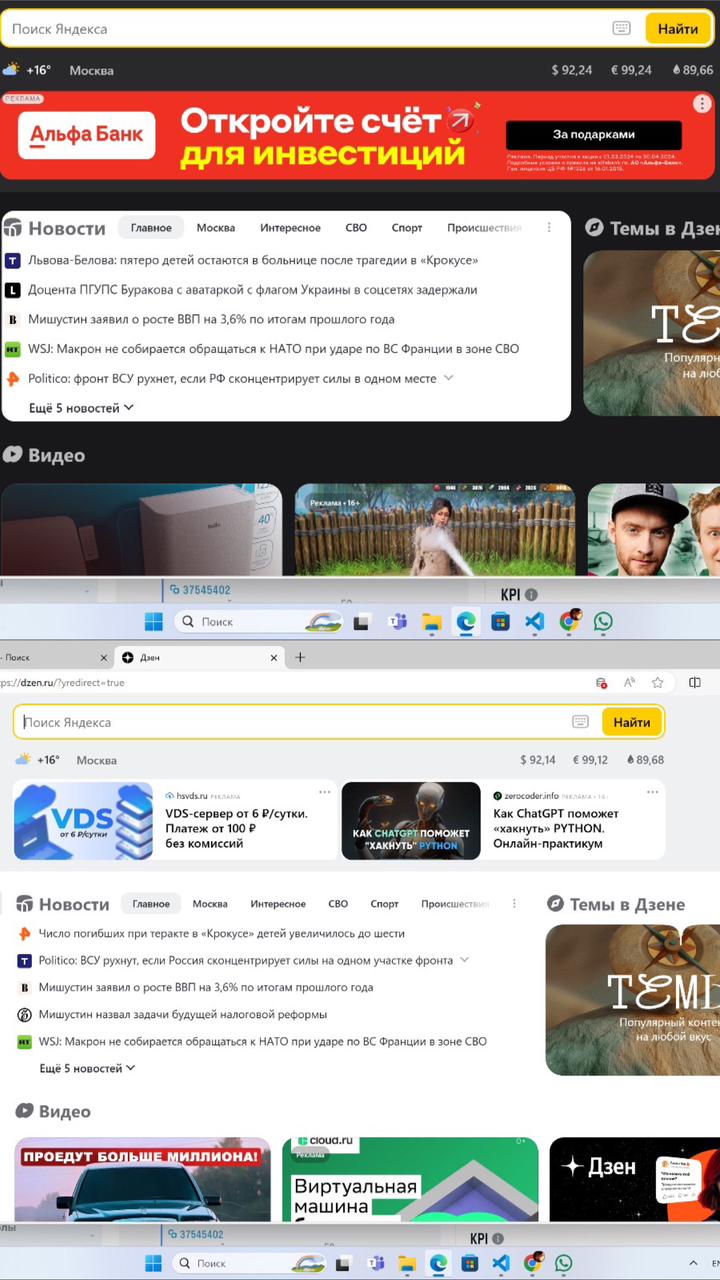 Поиск Яндекса
Найти
+16° Москва $ 92,24 € 99,24 89,66
РЕКЛАМА
Альфа Банк
Откройте счёт
для инвестиций
За подарками
Новости Главное Москва Интересное СВО Спорт Происшествия
Темы в Дзен
Львова-Белова: пятеро детей остаются в больнице после трагедии в «Крокусе»
Доцента ПГУПС Буракова с аватаркой с флагом Украины в соцсетях задержали
Мишустин заявил о росте ВВП на 3,6% по итогам прошлого года
WSJ: Макрон не собирается обращаться к НАТО при ударе по ВС Франции в зоне СВО
Politico: фронт ВСУ рухнет, если РФ сконцентрирует силы в одном месте
Ещё 5 новостей
Популярн
на люб
Видео
Реклама • 16+
37545402
KPI
Поиск
- Поиск
Дзен
ps://dzen.ru/?yredirect=true
Поиск Яндекса
Найти
+16° Москва $ 92,14 € 99,12 89,68
VDS
от 6 ₽/сутки
hsvds.ru РЕКЛАМА
VDS-сервер от 6 ₽/сутки.
Платеж от 100 ₽
без комиссий
КАК CHATGPT ПОМОЖЕТ
"ХАКНУТЬ" PYTHON
zerocoder.info РЕКЛАМА • 16+
Как ChatGPT поможет
«хакнуть» PYTHON.
Онлайн-практикум
Новости Главное Москва Интересное СВО Спорт Происшествия
Темы в Дзене
Число погибших при теракте в «Крокусе» детей увеличилось до шести
Politico: ВСУ рухнут, если Россия сконцентрирует силы на одном участке фронта
Мишустин заявил о росте ВВП на 3,6% по итогам прошлого года
Мишустин назвал задачи будущей налоговой реформы
WSJ: Макрон не собирается обращаться к НАТО при ударе по ВС Франции в зоне СВО
Ещё 5 новостей
ТЕМЫ
Популярный контен
на любой вкус
Видео
ПРОЕДУТ БОЛЬШЕ МИЛЛИОНА!
cloud.ru
Реклама
0+
Виртуальная
машина
Дзен
37545402
KPI
Поиск